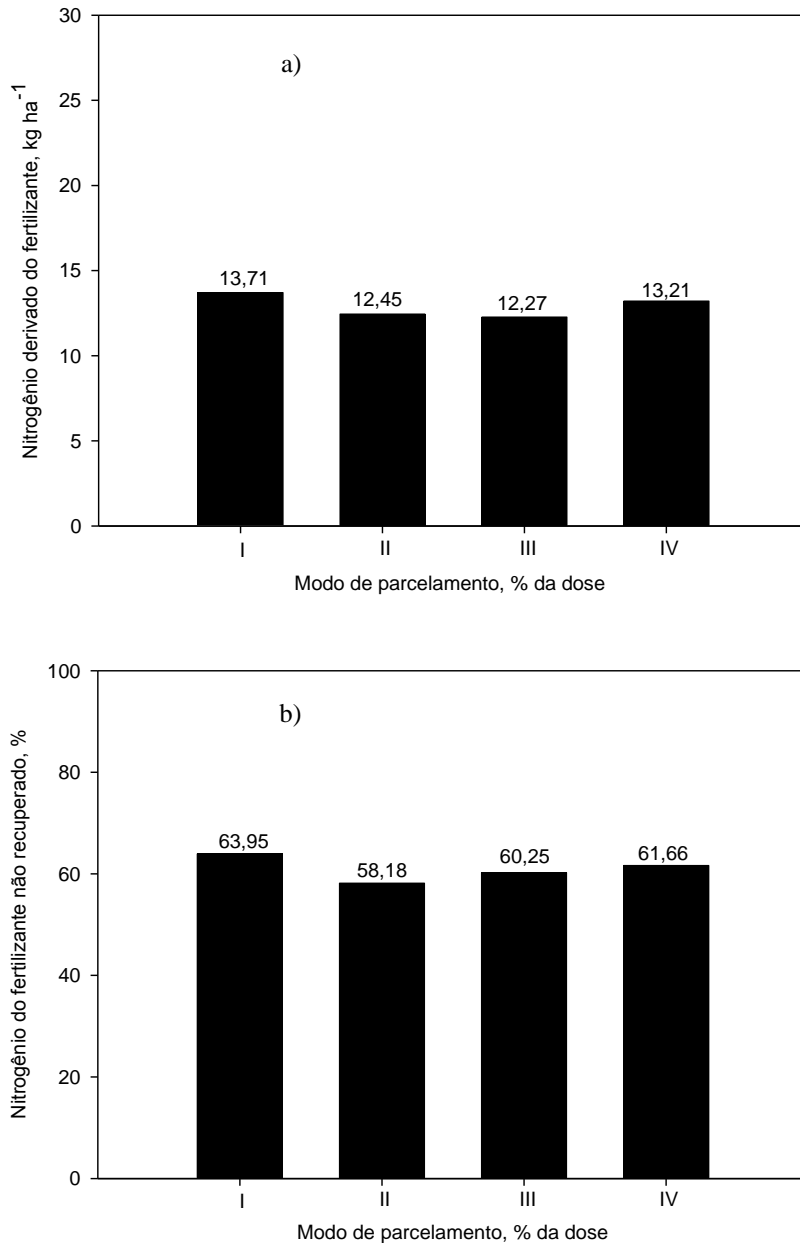 30
a)
25
20
15
10
5
0
13,71
12,45
12,27
13,21
I
II
III
IV
Nitrogênio derivado do fertilizante, kg ha-1
Modo de parcelamento, % da dose
100
b)
80
60
40
20
0
63,95
58,18
60,25
61,66
I
II
III
IV
Nitrogênio do fertilizante não recuperado, %
Modo de parcelamento, % da dose